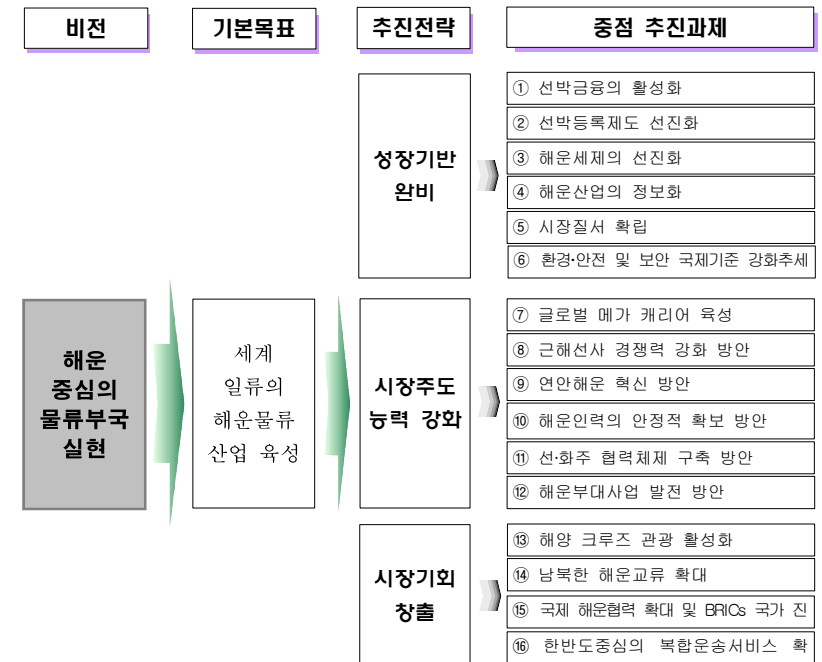 비전
기본목표
추진전략
중점 추진과제
해운
중심의
물류부국
실현
세계
일류의
해운물류
산업 육성
성장기반
완비
① 선박금융의 활성화
② 선박등록제도 선진화
③ 해운세제의 선진화
④ 해운산업의 정보화
⑤ 시장질서 확립
⑥ 환경·안전 및 보안 국제기준 강화추세
시장주도
능력 강화
⑦ 글로벌 메가 캐리어 육성
⑧ 근해선사 경쟁력 강화 방안
⑨ 연안해운 혁신 방안
⑩ 해운인력의 안정적 확보 방안
⑪ 선·화주 협력체제 구축 방안
⑫ 해운부대사업 발전 방안
시장기회
창출
⑬ 해양 크루즈 관광 활성화
⑭ 남북한 해운교류 확대
⑮ 국제 해운협력 확대 및 BRICs 국가 진
⑯ 한반도중심의 복합운송서비스 확